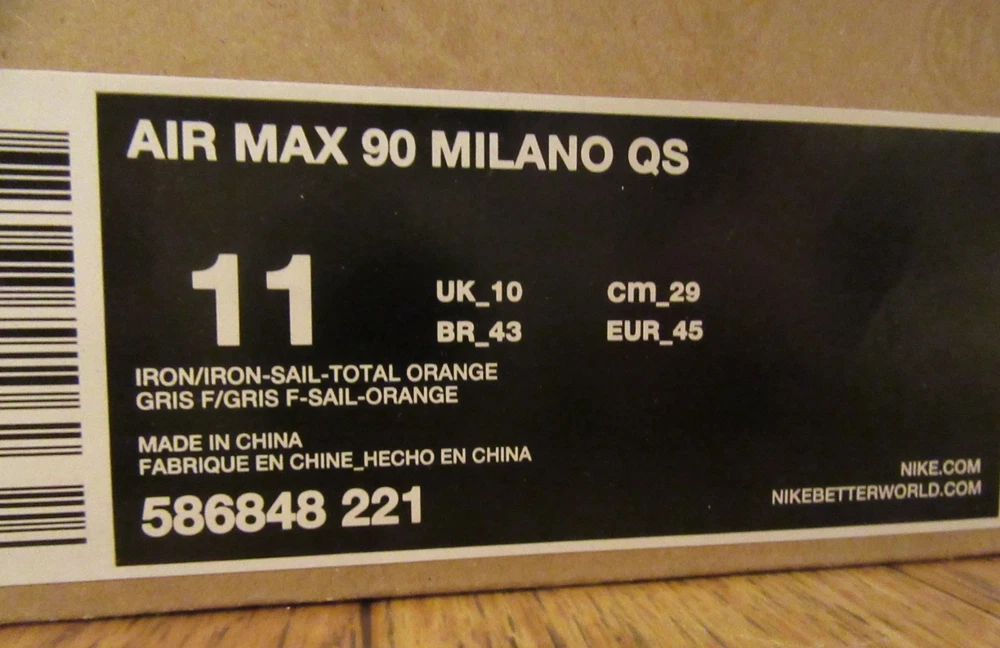 AIR MAX 90 MILANO QS
11
UK_10 cm_29
BR_43 EUR_45
IRON/IRON-SAIL-TOTAL ORANGE
GRIS F/GRIS F-SAIL-ORANGE
MADE IN CHINA
FABRIQUE EN CHINE_HECHO EN CHINA
586848 221
NIKE.COM
NIKEBETTERWORLD.COM